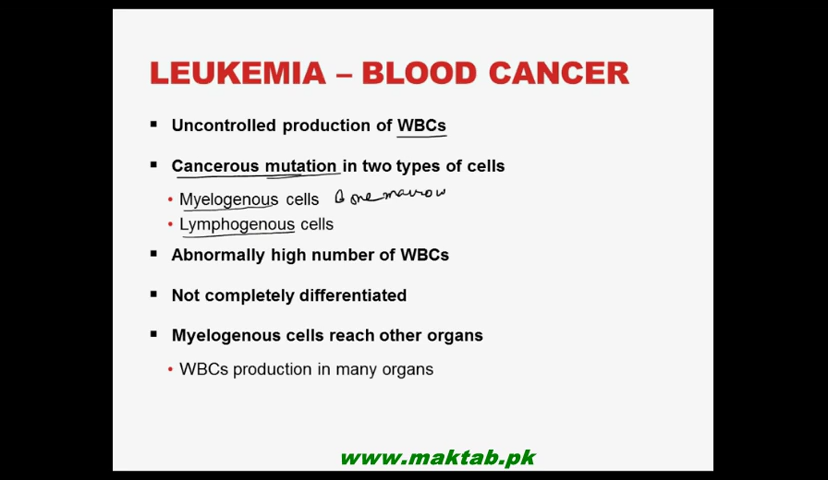 LEUKEMIA – BLOOD CANCER
▪ Uncontrolled production of WBCs
▪ Cancerous mutation in two types of cells
• Myelogenous cells Bone marrow
• Lymphogenous cells
▪ Abnormally high number of WBCs
▪ Not completely differentiated
▪ Myelogenous cells reach other organs
• WBCs production in many organs
www.maktab.pk